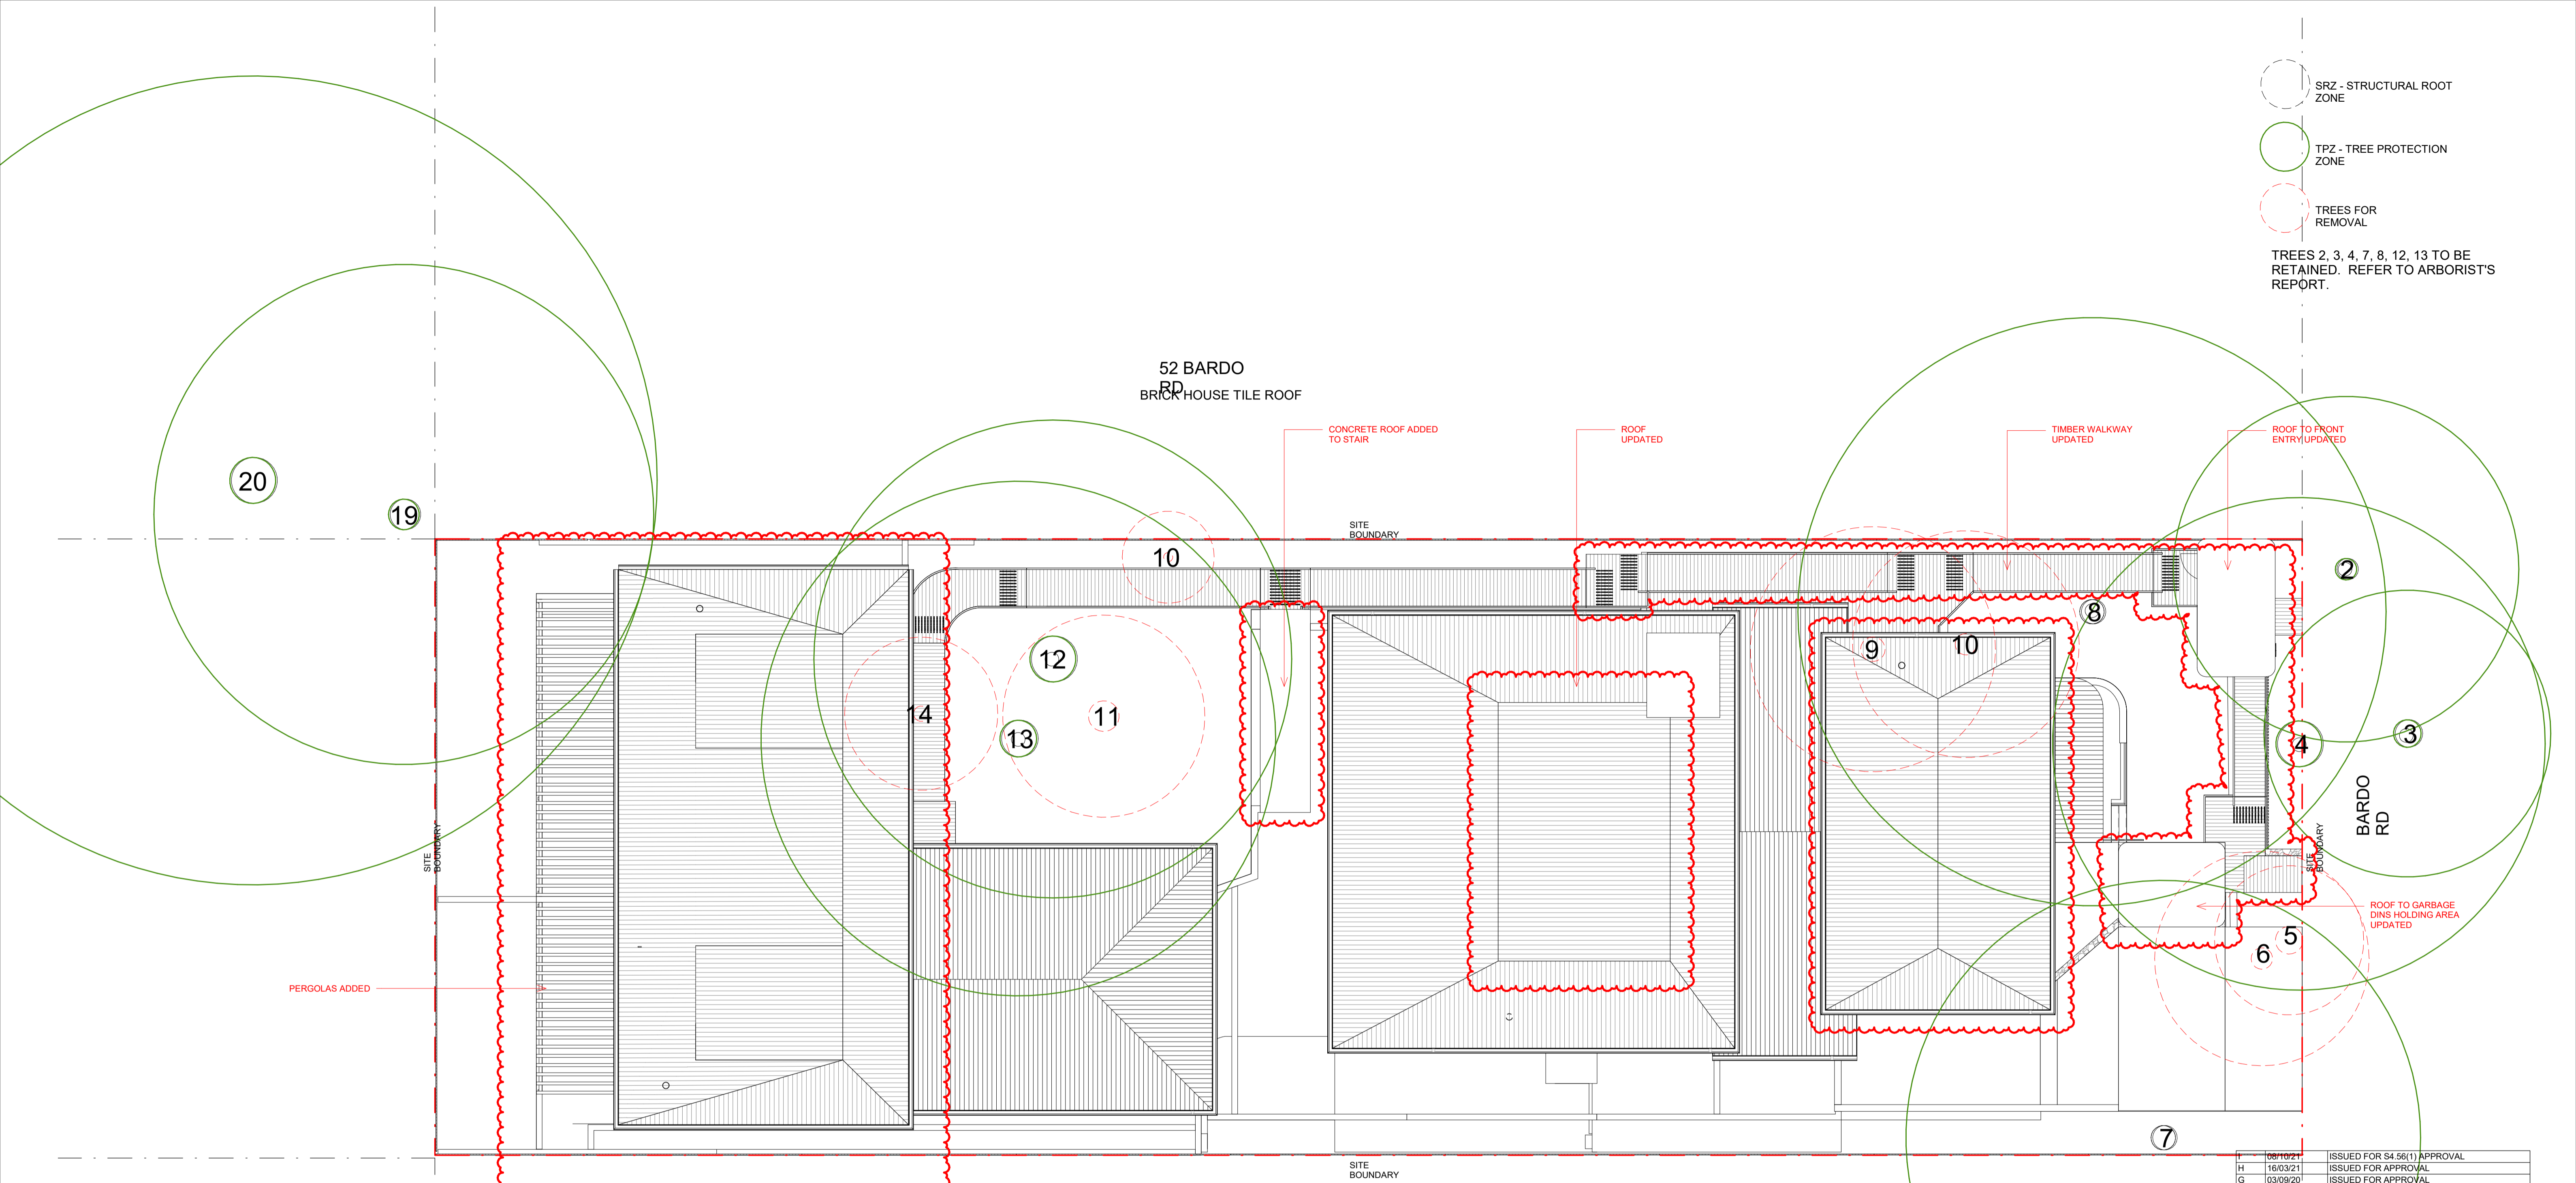 SRZ - STRUCTURAL ROOT
ZONE
TPZ - TREE PROTECTION
ZONE
TREES FOR
REMOVAL
TREES 2, 3, 4, 7, 8, 12, 13 TO BE
RETAINED. REFER TO ARBORIST'S
REPORT.
52 BARDO
RD
BRICK HOUSE TILE ROOF
CONCRETE ROOF ADDED
TO STAIR
ROOF
UPDATED
TIMBER WALKWAY
UPDATED
ROOF TO FRONT
ENTRY UPDATED
20
19
SITE
BOUNDARY
10
2
8
12
9
10
14
11
13
4
3
BARDO
RD
SITE
BOUNDARY
SITE
BOUNDARY
ROOF TO GARBAGE
DINS HOLDING AREA
UPDATED
5
6
PERGOLAS ADDED
7
SITE
BOUNDARY
I 08/10/21 ISSUED FOR S4.56(1) APPROVAL
H 16/03/21 ISSUED FOR APPROVAL
G 03/09/20 ISSUED FOR APPROVAL